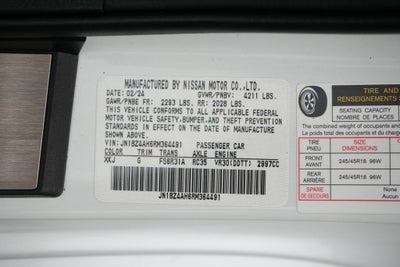 MANUFACTURED BY NISSAN MOTOR CO.,LTD.
DATE: 02/24 GVWR/PNBV: 4211 LBS.
GAWR/PNBE FR: 2293 LBS. RR: 2028 LBS.
THIS VEHICLE CONFORMS TO ALL APPLICABLE FEDERAL
MOTOR VEHICLE SAFETY,BUMPER,AND THEFT PREVENTION
STANDARDS IN EFFECT ON THE DATE OF MANUFACTURE
SHOWN ABOVE.
VIN: JN1BZ4AH6RM364491 PASSENGER CAR
COLOR TRIM TRANS AXLE ENGINE
XKJ G FS6R31A RC35 VR30(DDTT) 2997CC
JN1BZ4AH6RM364491
TIRE AND
RENSEIGNEMENTS
SEATING CAPACITY
NOMBRE DE PLACES
The combined weight of occupants and
Le poids total des occupants et
TIRE
PNEU
SIZE
DIMENSIONS
FRONT
AVANT
245/45R18 96W
REAR
ARRIÈRE
245/45R18 96W
SPARE
DE SECOURS
None
Aucun